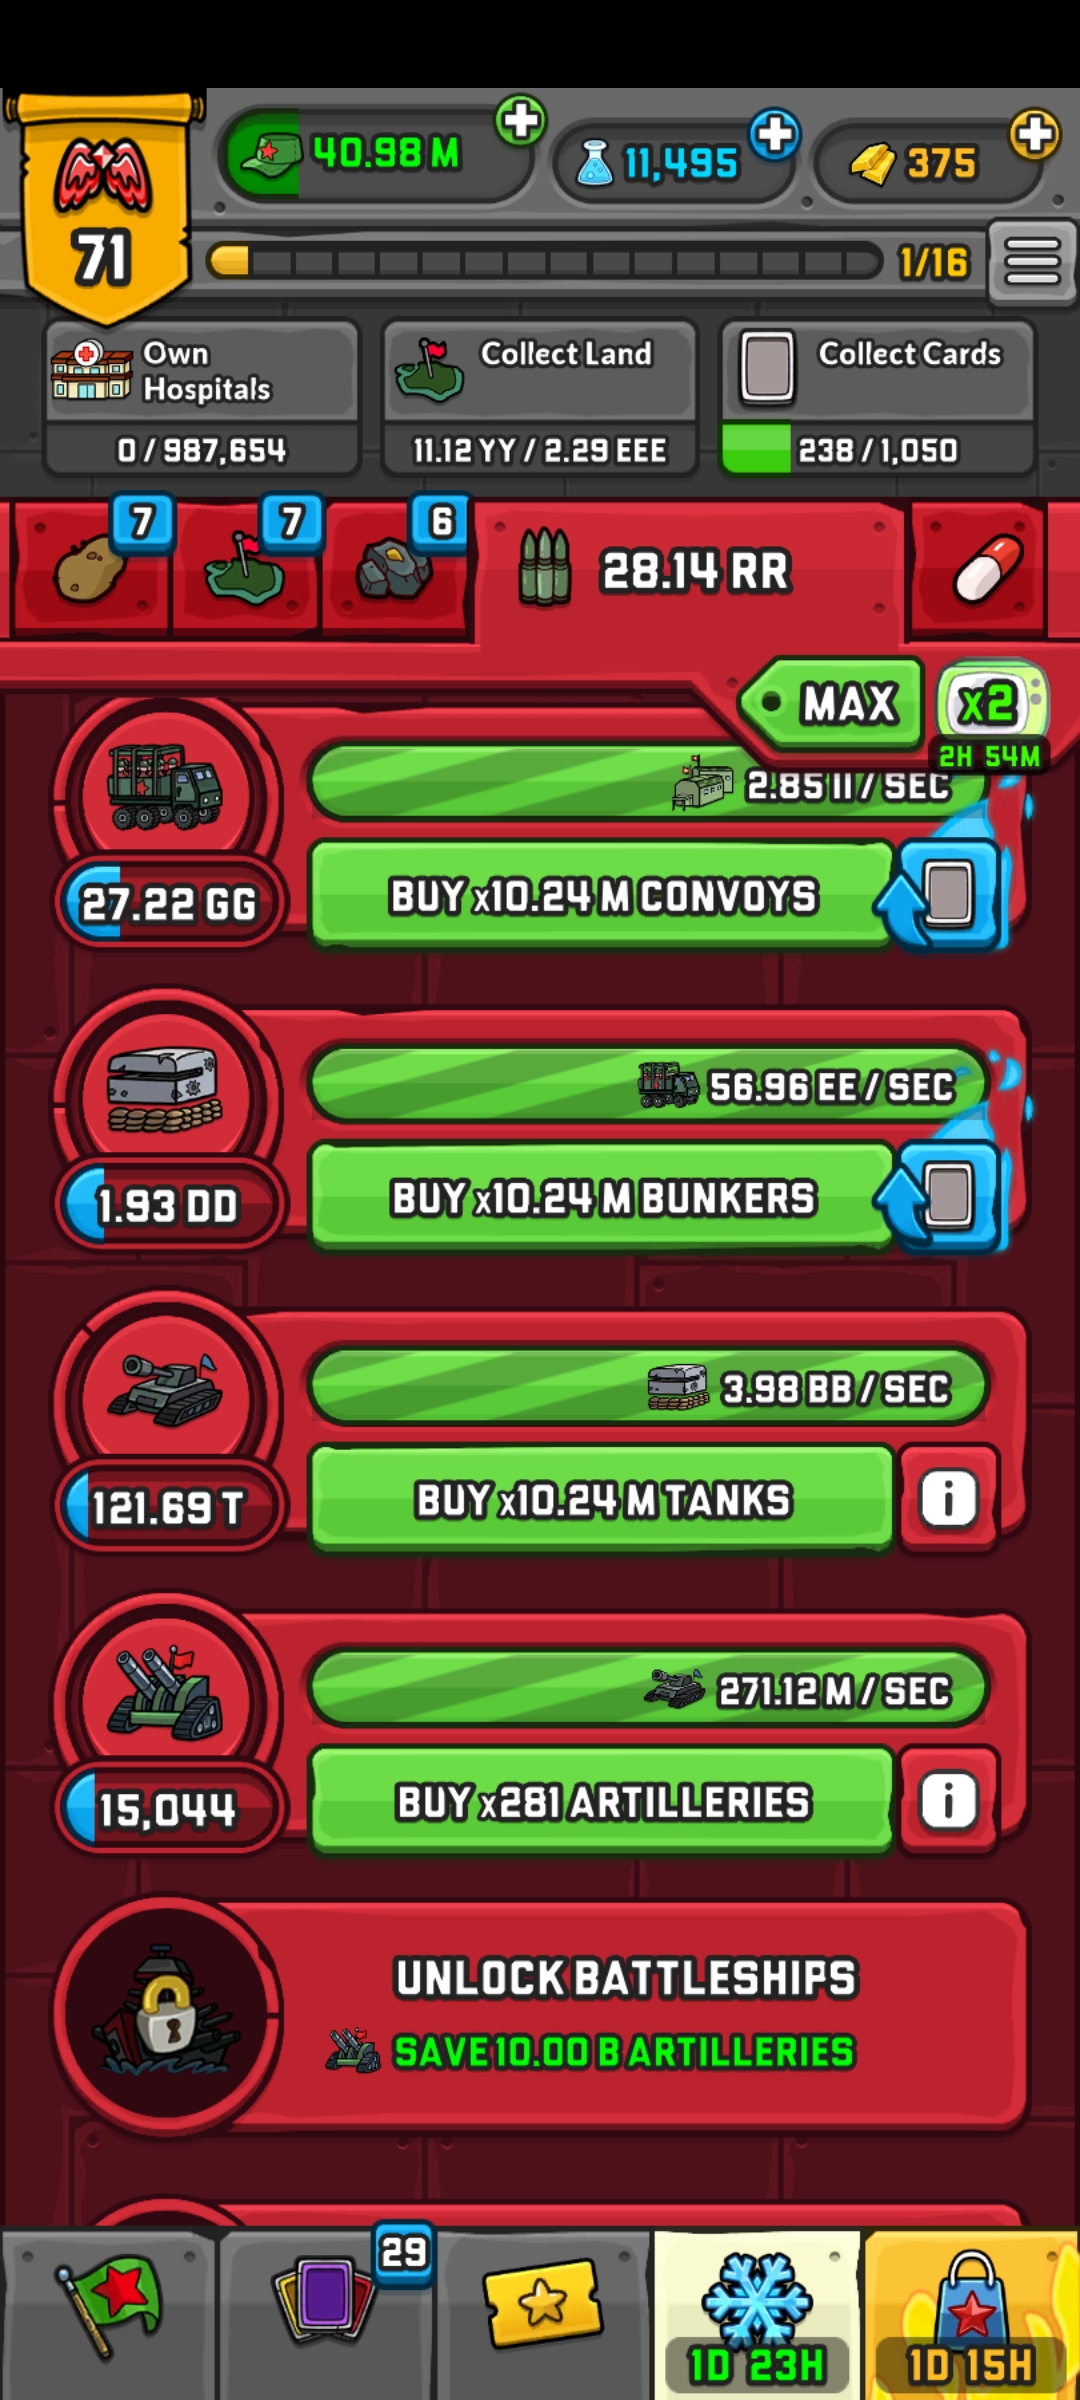 40.98 M
11,495
375
71
1/16
Own
Hospitals
0 / 987,654
Collect Land
11.12 YY / 2.29 EEE
Collect Cards
238 / 1,050
7
7
6
28.14 RR
MAX
x2
2H 54M
2.85 II / SEC
27.22 GG
BUY x10.24 M CONVOYS
56.96 EE / SEC
1.93 DD
BUY x10.24 M BUNKERS
3.98 BB / SEC
121.69 T
BUY x10.24 M TANKS
i
271.12 M / SEC
15,044
BUY x281 ARTILLERIES
i
UNLOCK BATTLESHIPS
SAVE 10.00 B ARTILLERIES
29
1D 23H
1D 15H